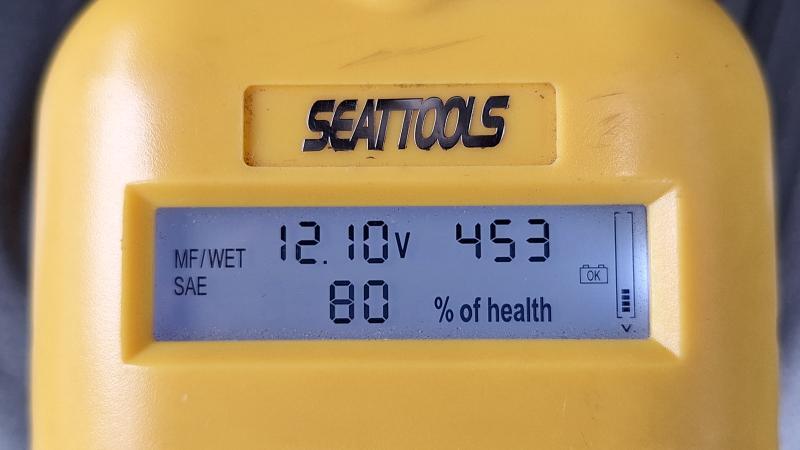 SEATTOOLS
MF/WET 12.10V 453
SAE 80 % of health
OK
V